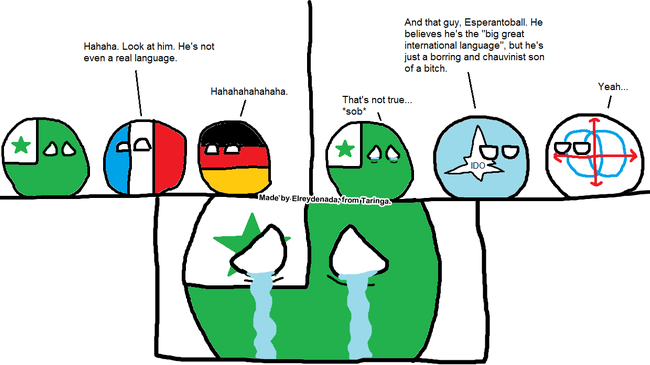 Hahaha. Look at him. He's not
even a real language.
Hahahahahahaha.
That's not true...
*sob*
And that guy, Esperantoball. He
believes he's the "big great
international language", but he's
just a borring and chauvinist son
of a bitch.
Yeah...
IDO
Made by Elreydenada, from Taringa.